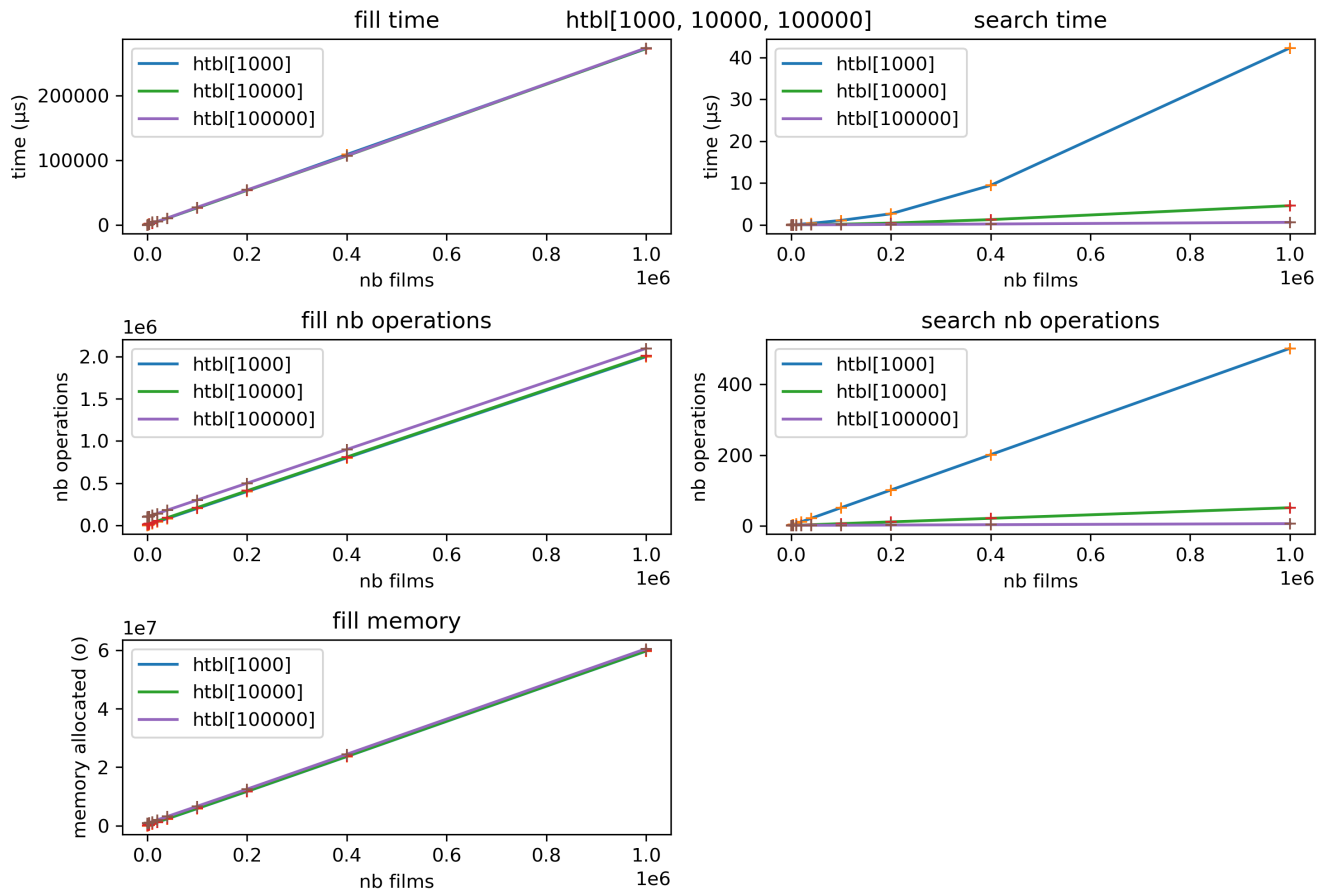 htbl[1000, 10000, 100000]
fill time
time (µs)
200000
100000
0
htbl[1000]
htbl[10000]
htbl[100000]
0.0 0.2 0.4 0.6 0.8 1.0
1e6
nb films
search time
time (µs)
40
30
20
10
0
htbl[1000]
htbl[10000]
htbl[100000]
0.0 0.2 0.4 0.6 0.8 1.0
1e6
nb films
fill nb operations
1e6
nb operations
2.0
1.5
1.0
0.5
0.0
htbl[1000]
htbl[10000]
htbl[100000]
0.0 0.2 0.4 0.6 0.8 1.0
1e6
nb films
search nb operations
nb operations
400
200
0
htbl[1000]
htbl[10000]
htbl[100000]
0.0 0.2 0.4 0.6 0.8 1.0
1e6
nb films
fill memory
1e7
memory allocated (o)
6
4
2
0
htbl[1000]
htbl[10000]
htbl[100000]
0.0 0.2 0.4 0.6 0.8 1.0
1e6
nb films